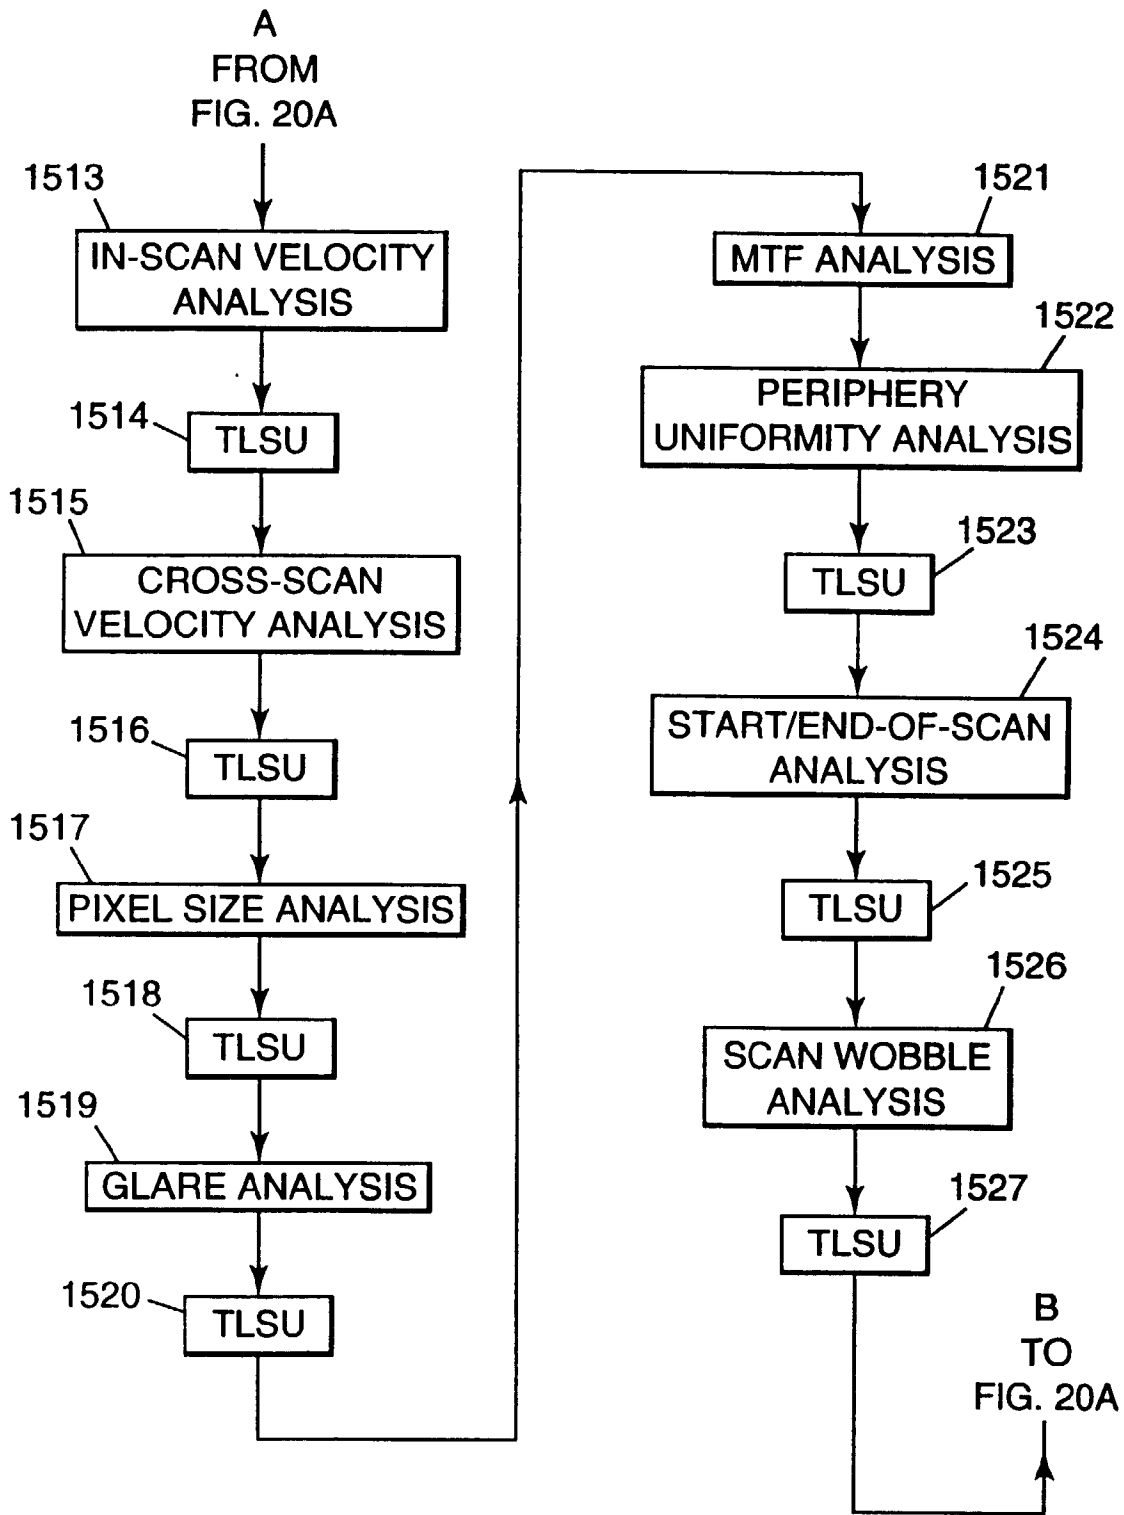 A
FROM
FIG. 20A
1513
IN-SCAN VELOCITY
ANALYSIS
1514
TLSU
1515
CROSS-SCAN
VELOCITY ANALYSIS
1516
TLSU
1517
PIXEL SIZE ANALYSIS
1518
TLSU
1519
GLARE ANALYSIS
1520
TLSU
1521
MTF ANALYSIS
1522
PERIPHERY
UNIFORMITY ANALYSIS
1523
TLSU
1524
START/END-OF-SCAN
ANALYSIS
1525
TLSU
1526
SCAN WOBBLE
ANALYSIS
1527
TLSU
B
TO
FIG. 20A